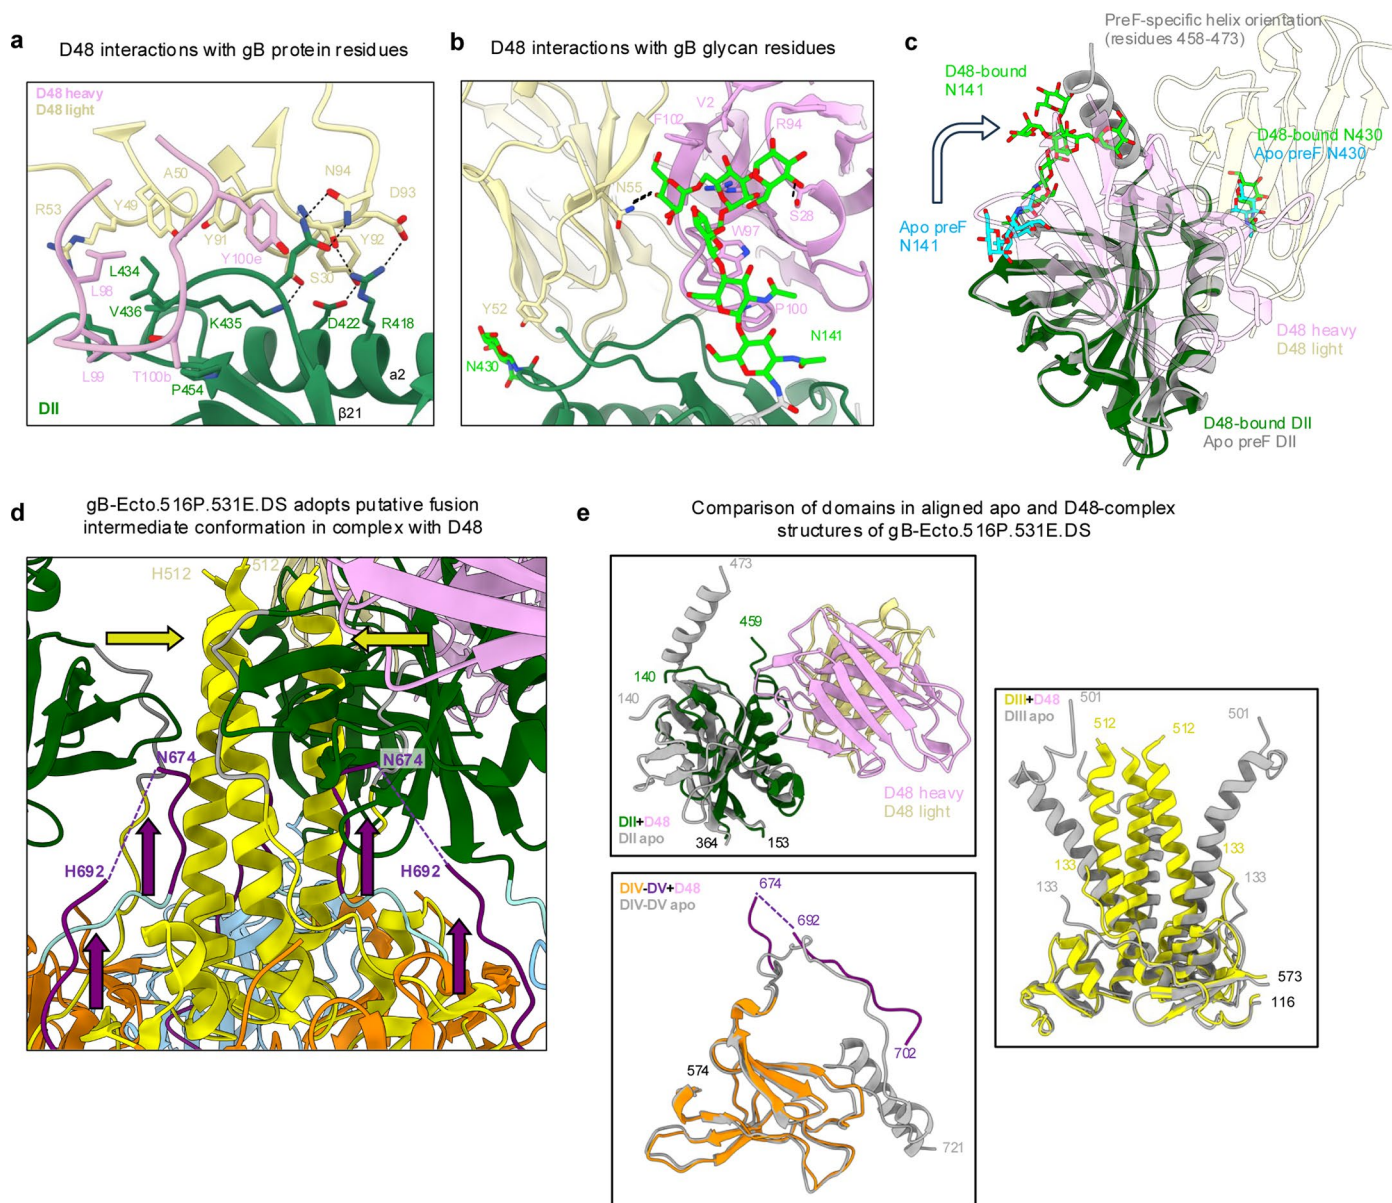 a
D48 interactions with gB protein residues
D48 heavy
D48 light
N94
A50
D93
R53
Y49
Y91
Y92
Y100e
S30
L434
L98
V436
K435
D422
R418
L99
T100b
P454
a2
DII
β21
b
D48 interactions with gB glycan residues
V2
F102
R94
N55
S28
W97
Y52
P100
N141
N430
c
PreF-specific helix orientation
(residues 458-473)
D48-bound
N141
D48-bound N430
Apo preF N430
Apo preF
N141
D48 heavy
D48 light
D48-bound DII
Apo preF DII
d
gB-Ecto.516P.531E.DS adopts putative fusion
intermediate conformation in complex with D48
H512
512
N674
N674
H692
H692
e
Comparison of domains in aligned apo and D48-complex
structures of gB-Ecto.516P.531E.DS
473
459
140
140
D48 heavy
D48 light
DII+D48
DII apo
364
153
DIV-DV+D48
DIV-DV apo
674
692
574
702
721
DIII+D48
DIII apo
501
512
512
501
133
133
133
133
573
116